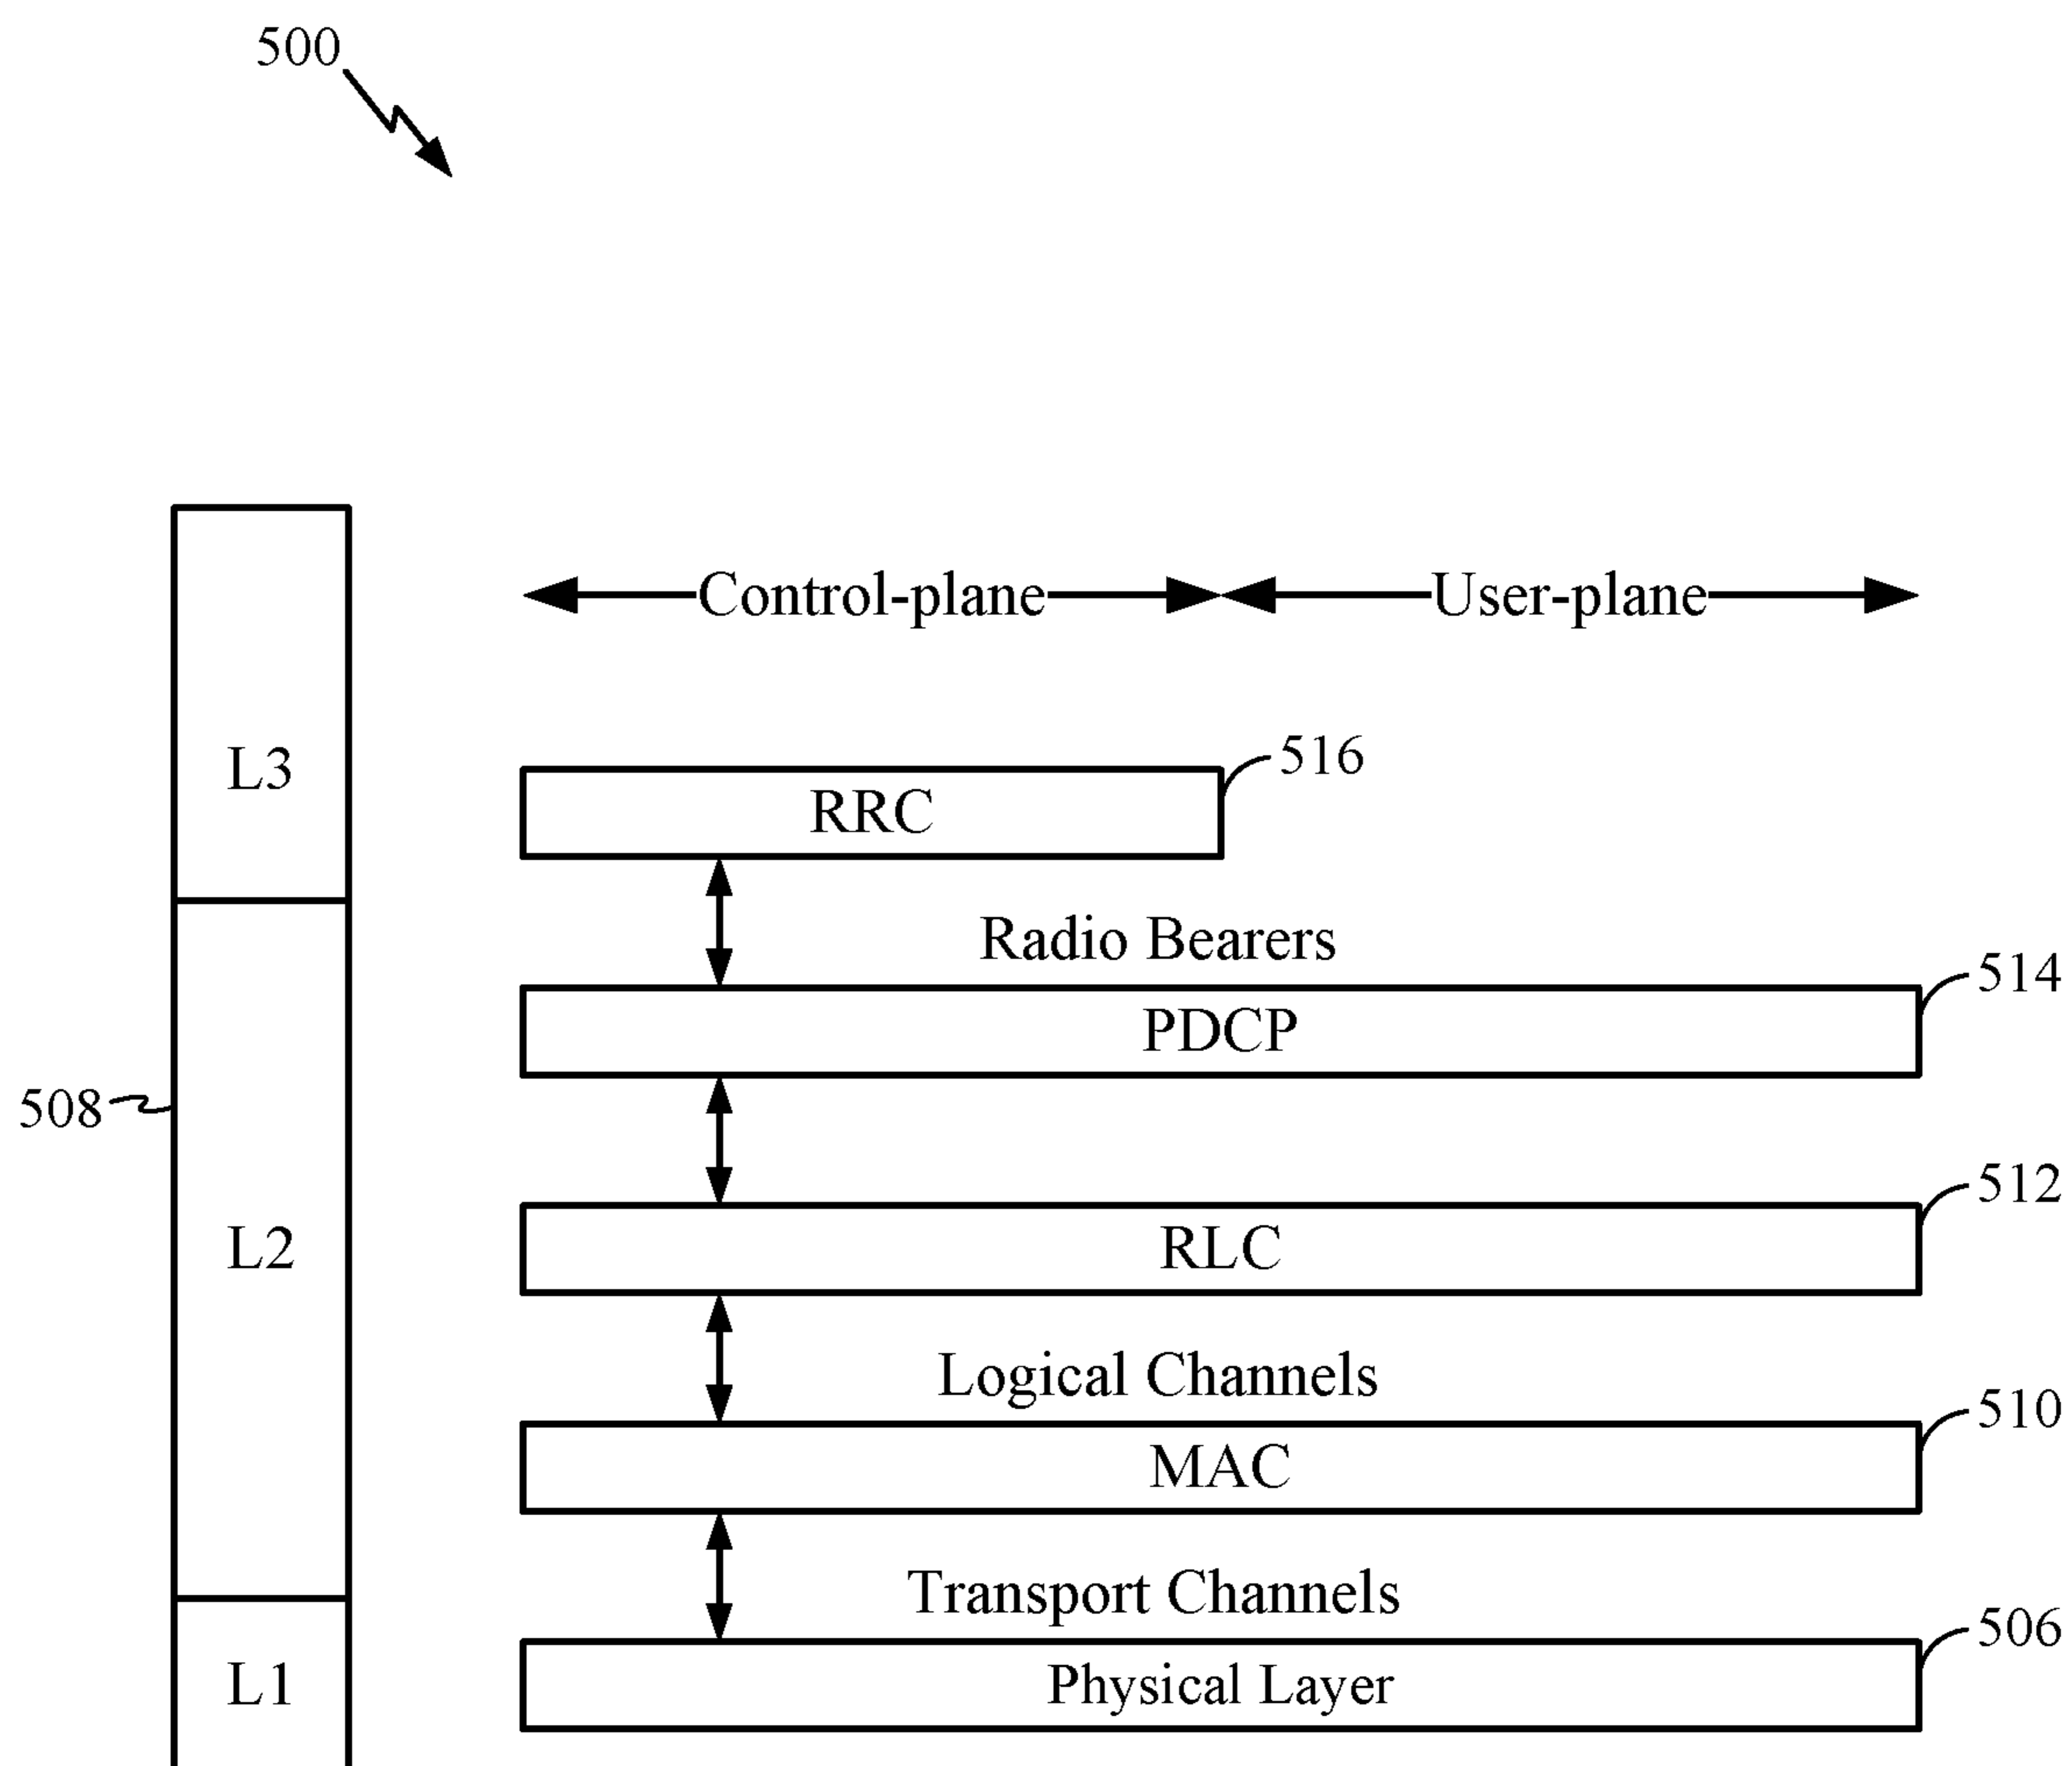 500
Control-plane
User-plane
L3
516
RRC
Radio Bearers
514
PDCP
508
512
L2
RLC
Logical Channels
510
MAC
Transport Channels
506
L1
Physical Layer